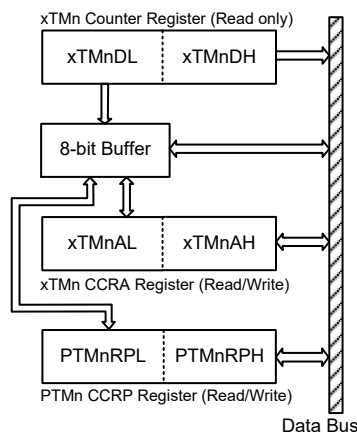 xTMn Counter Register (Read only)
xTMnDL xTMnDH
8-bit Buffer
xTMnAL xTMnAH
xTMn CCRA Register (Read/Write)
PTMnRPL PTMnRPH
PTMn CCRP Register (Read/Write)
Data Bus